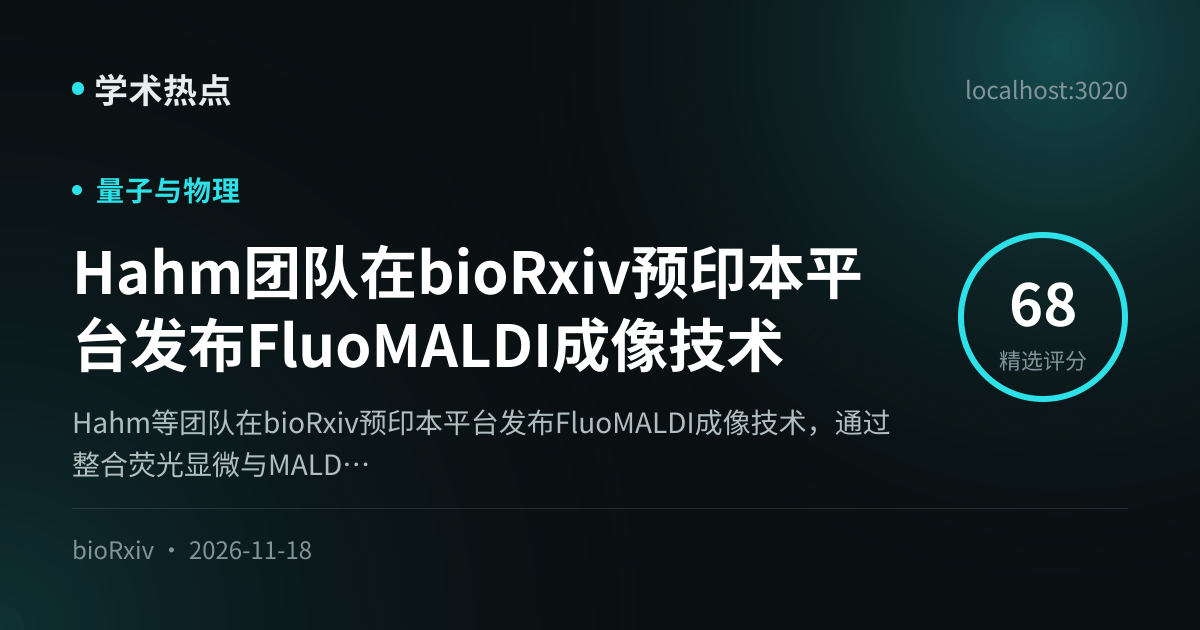 学术热点
localhost:3020
量子与物理
Hahm团队在bioRxiv预印本平
台发布FluoMALDI成像技术
68
精选评分
Hahm等团队在bioRxiv预印本平台发布FluoMALDI成像技术，通过
整合荧光显微与MALD…
bioRxiv · 2026-11-18